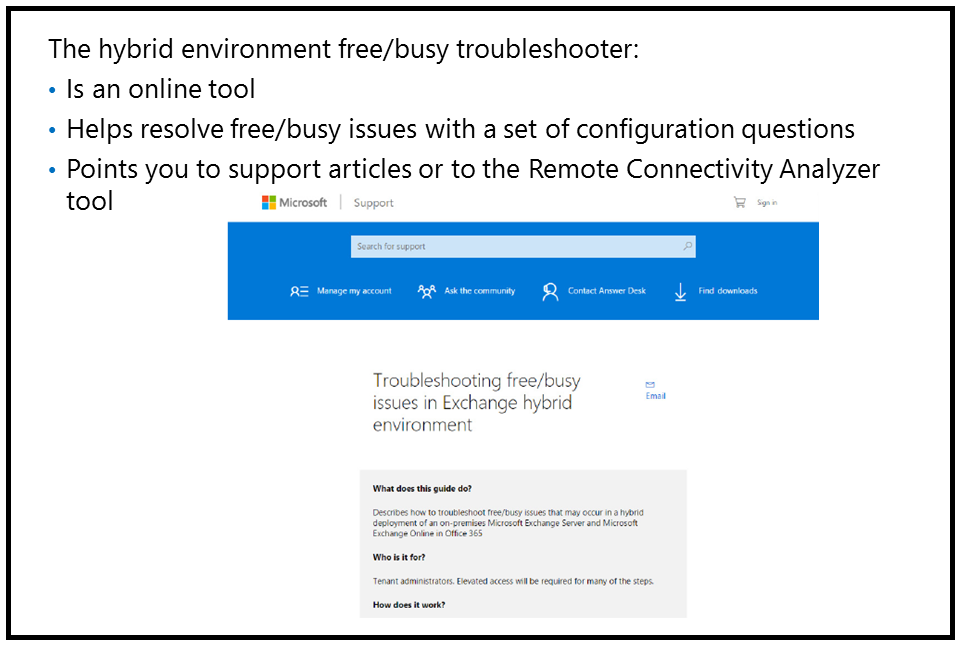 The hybrid environment free/busy troubleshooter:
• Is an online tool
• Helps resolve free/busy issues with a set of configuration questions
• Points you to support articles or to the Remote Connectivity Analyzer
tool
Microsoft | Support
Sign in
Search for support
Manage my account
Ask the community
Contact Answer Desk
Find downloads
Troubleshooting free/busy
issues in Exchange hybrid
environment
Email
What does this guide do?
Describes how to troubleshoot free/busy issues that may occur in a hybrid
deployment of an on-premises Microsoft Exchange Server and Microsoft
Exchange Online in Office 365
Who is it for?
Tenant administrators. Elevated access will be required for many of the steps.
How does it work?